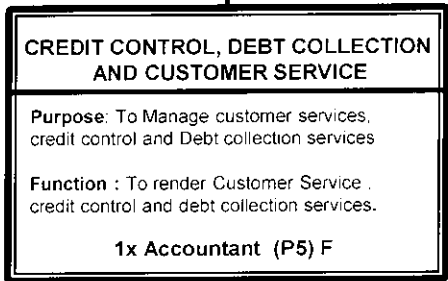 CREDIT CONTROL, DEBT COLLECTION
AND CUSTOMER SERVICE
Purpose: To Manage customer services,
credit control and Debt collection services
Function : To render Customer Service ,
credit control and debt collection services.
1x Accountant (P5) F